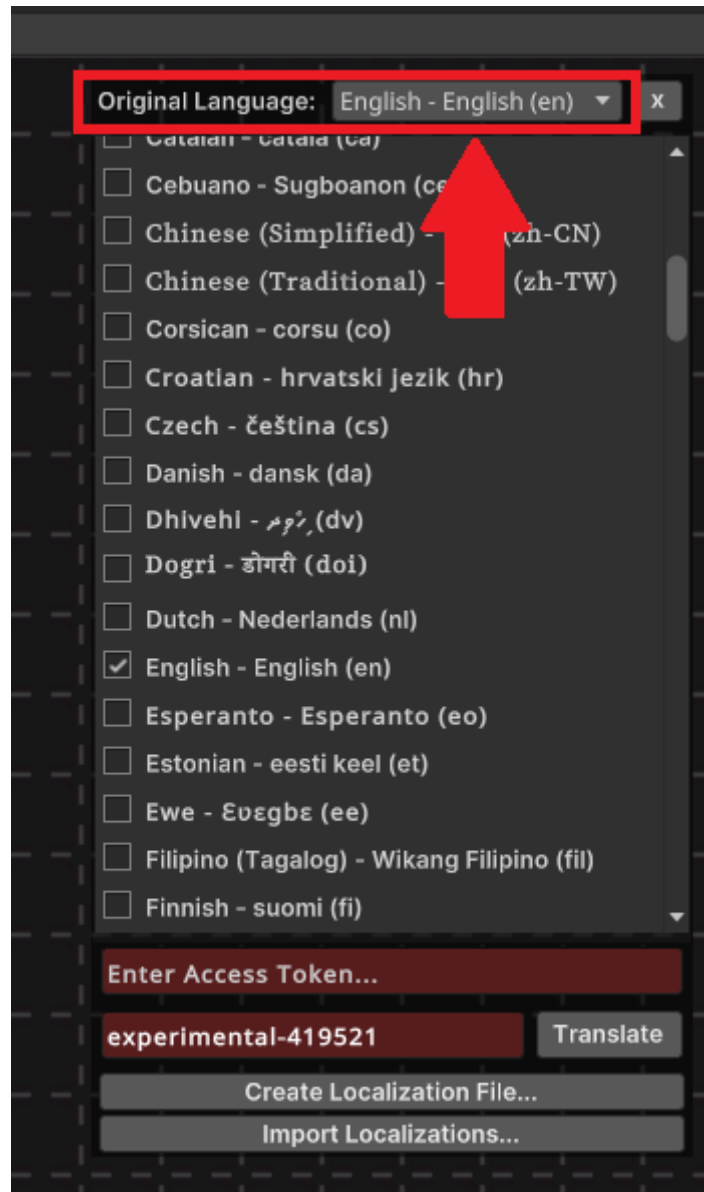 Original Language: English - English (en) x
Catalan - català (ca)
Cebuano - Sugboanon
Chinese (Simplified) - (zh-CN)
Chinese (Traditional) - (zh-TW)
Corsican - corsu (co)
Croatian - hrvatski jezik (hr)
Czech - čeština (cs)
Danish - dansk (da)
Dhivehi - (dv)
Dogri - डोगरी (doi)
Dutch - Nederlands (nl)
English - English (en)
Esperanto - Esperanto (eo)
Estonian - eesti keel (et)
Ewe - Ɛʋɛgbɛ (ee)
Filipino (Tagalog) - Wikang Filipino (fil)
Finnish - suomi (fi)
Enter Access Token...
experimental-419521 Translate
Create Localization File...
Import Localizations...